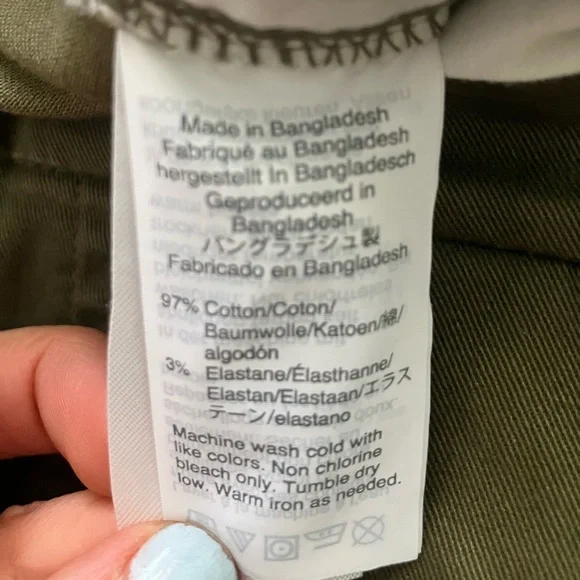 Made in Bangladesh
Fabriqué au Bangladesh
hergestellt In Bangladesch
Geproduceerd in
Bangladesh
バングラデシュ製
Fabricado en Bangladesh
97% Cotton/Coton/
Baumwolle/Katoen/綿/
algodón
3% Elastane/Élasthanne/
Elastan/Elastaan/エラス
テーン/elastano
Machine wash cold with
like colors. Non chlorine
bleach only. Tumble dry
low. Warm iron as needed.